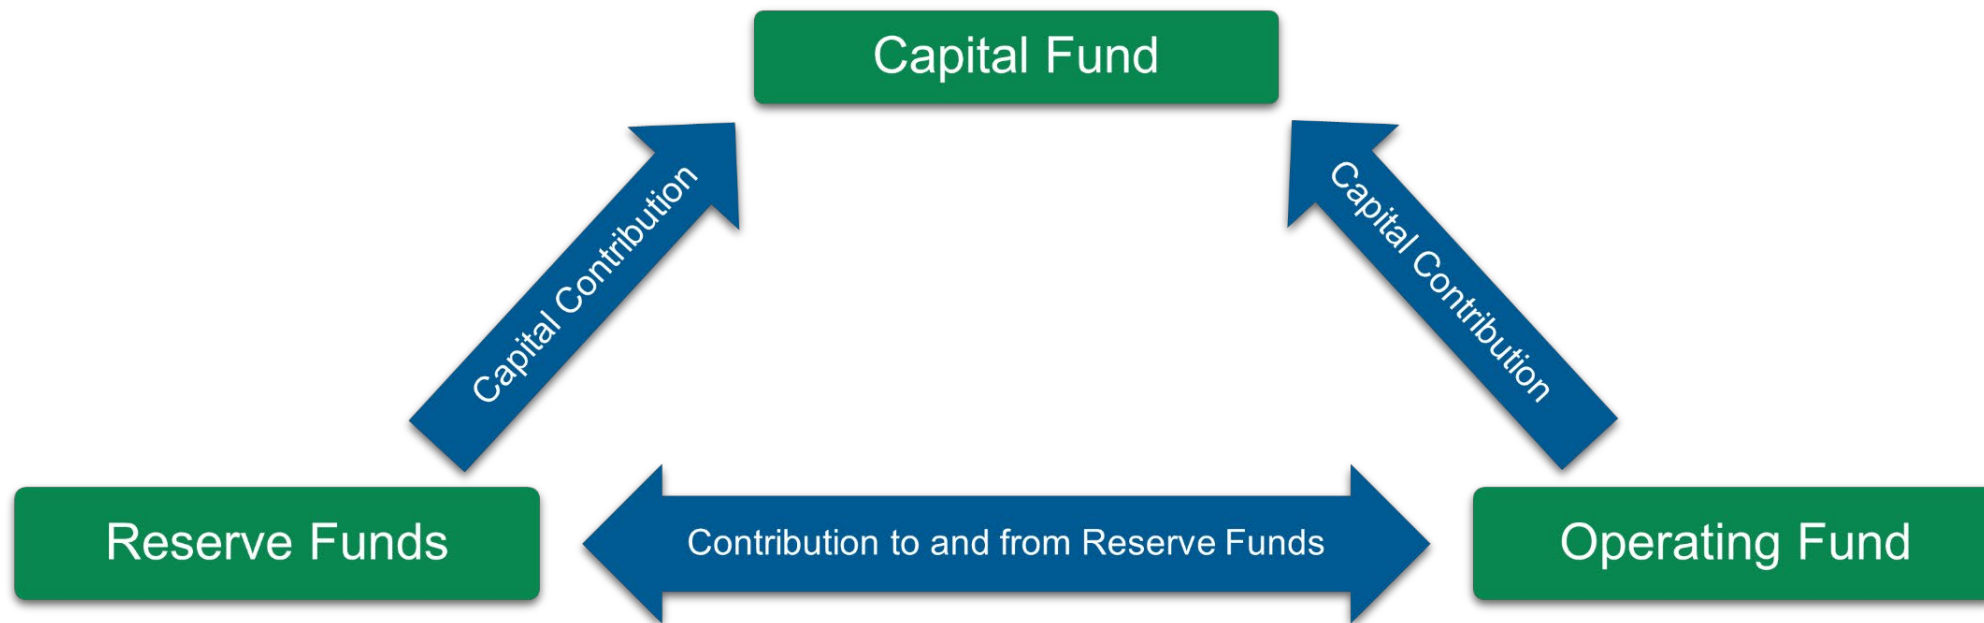 Capital Fund
Capital Contribution
Capital Contribution
Reserve Funds
Contribution to and from Reserve Funds
Operating Fund